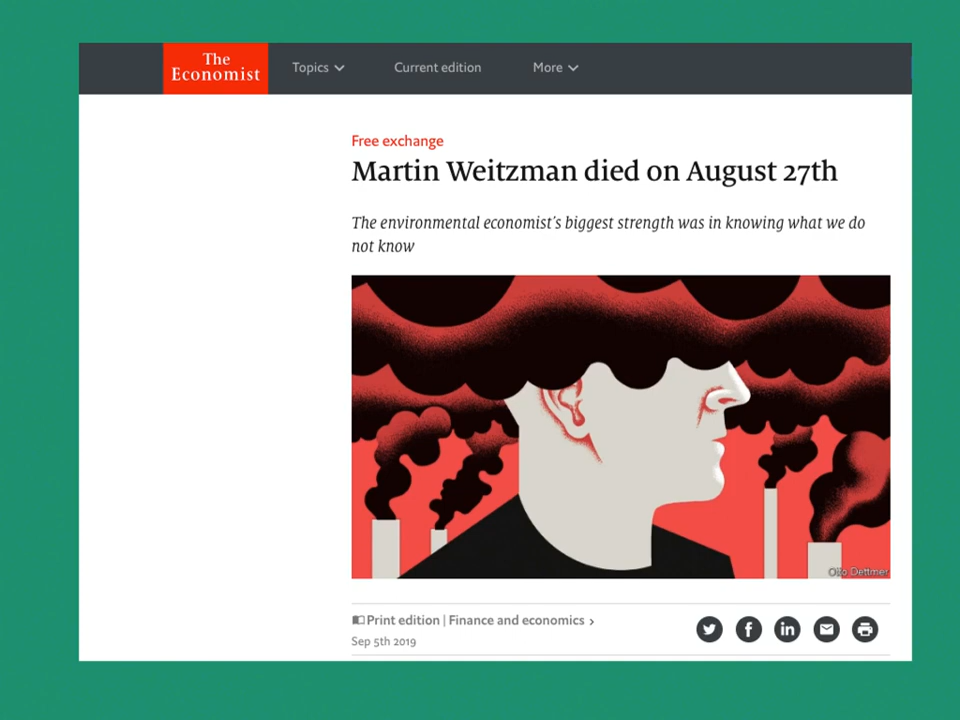 The
Economist
Topics
Current edition
More
Free exchange
Martin Weitzman died on August 27th
The environmental economist's biggest strength was in knowing what we do
not know
Otto Dettmer
Print edition | Finance and economics ›
Sep 5th 2019